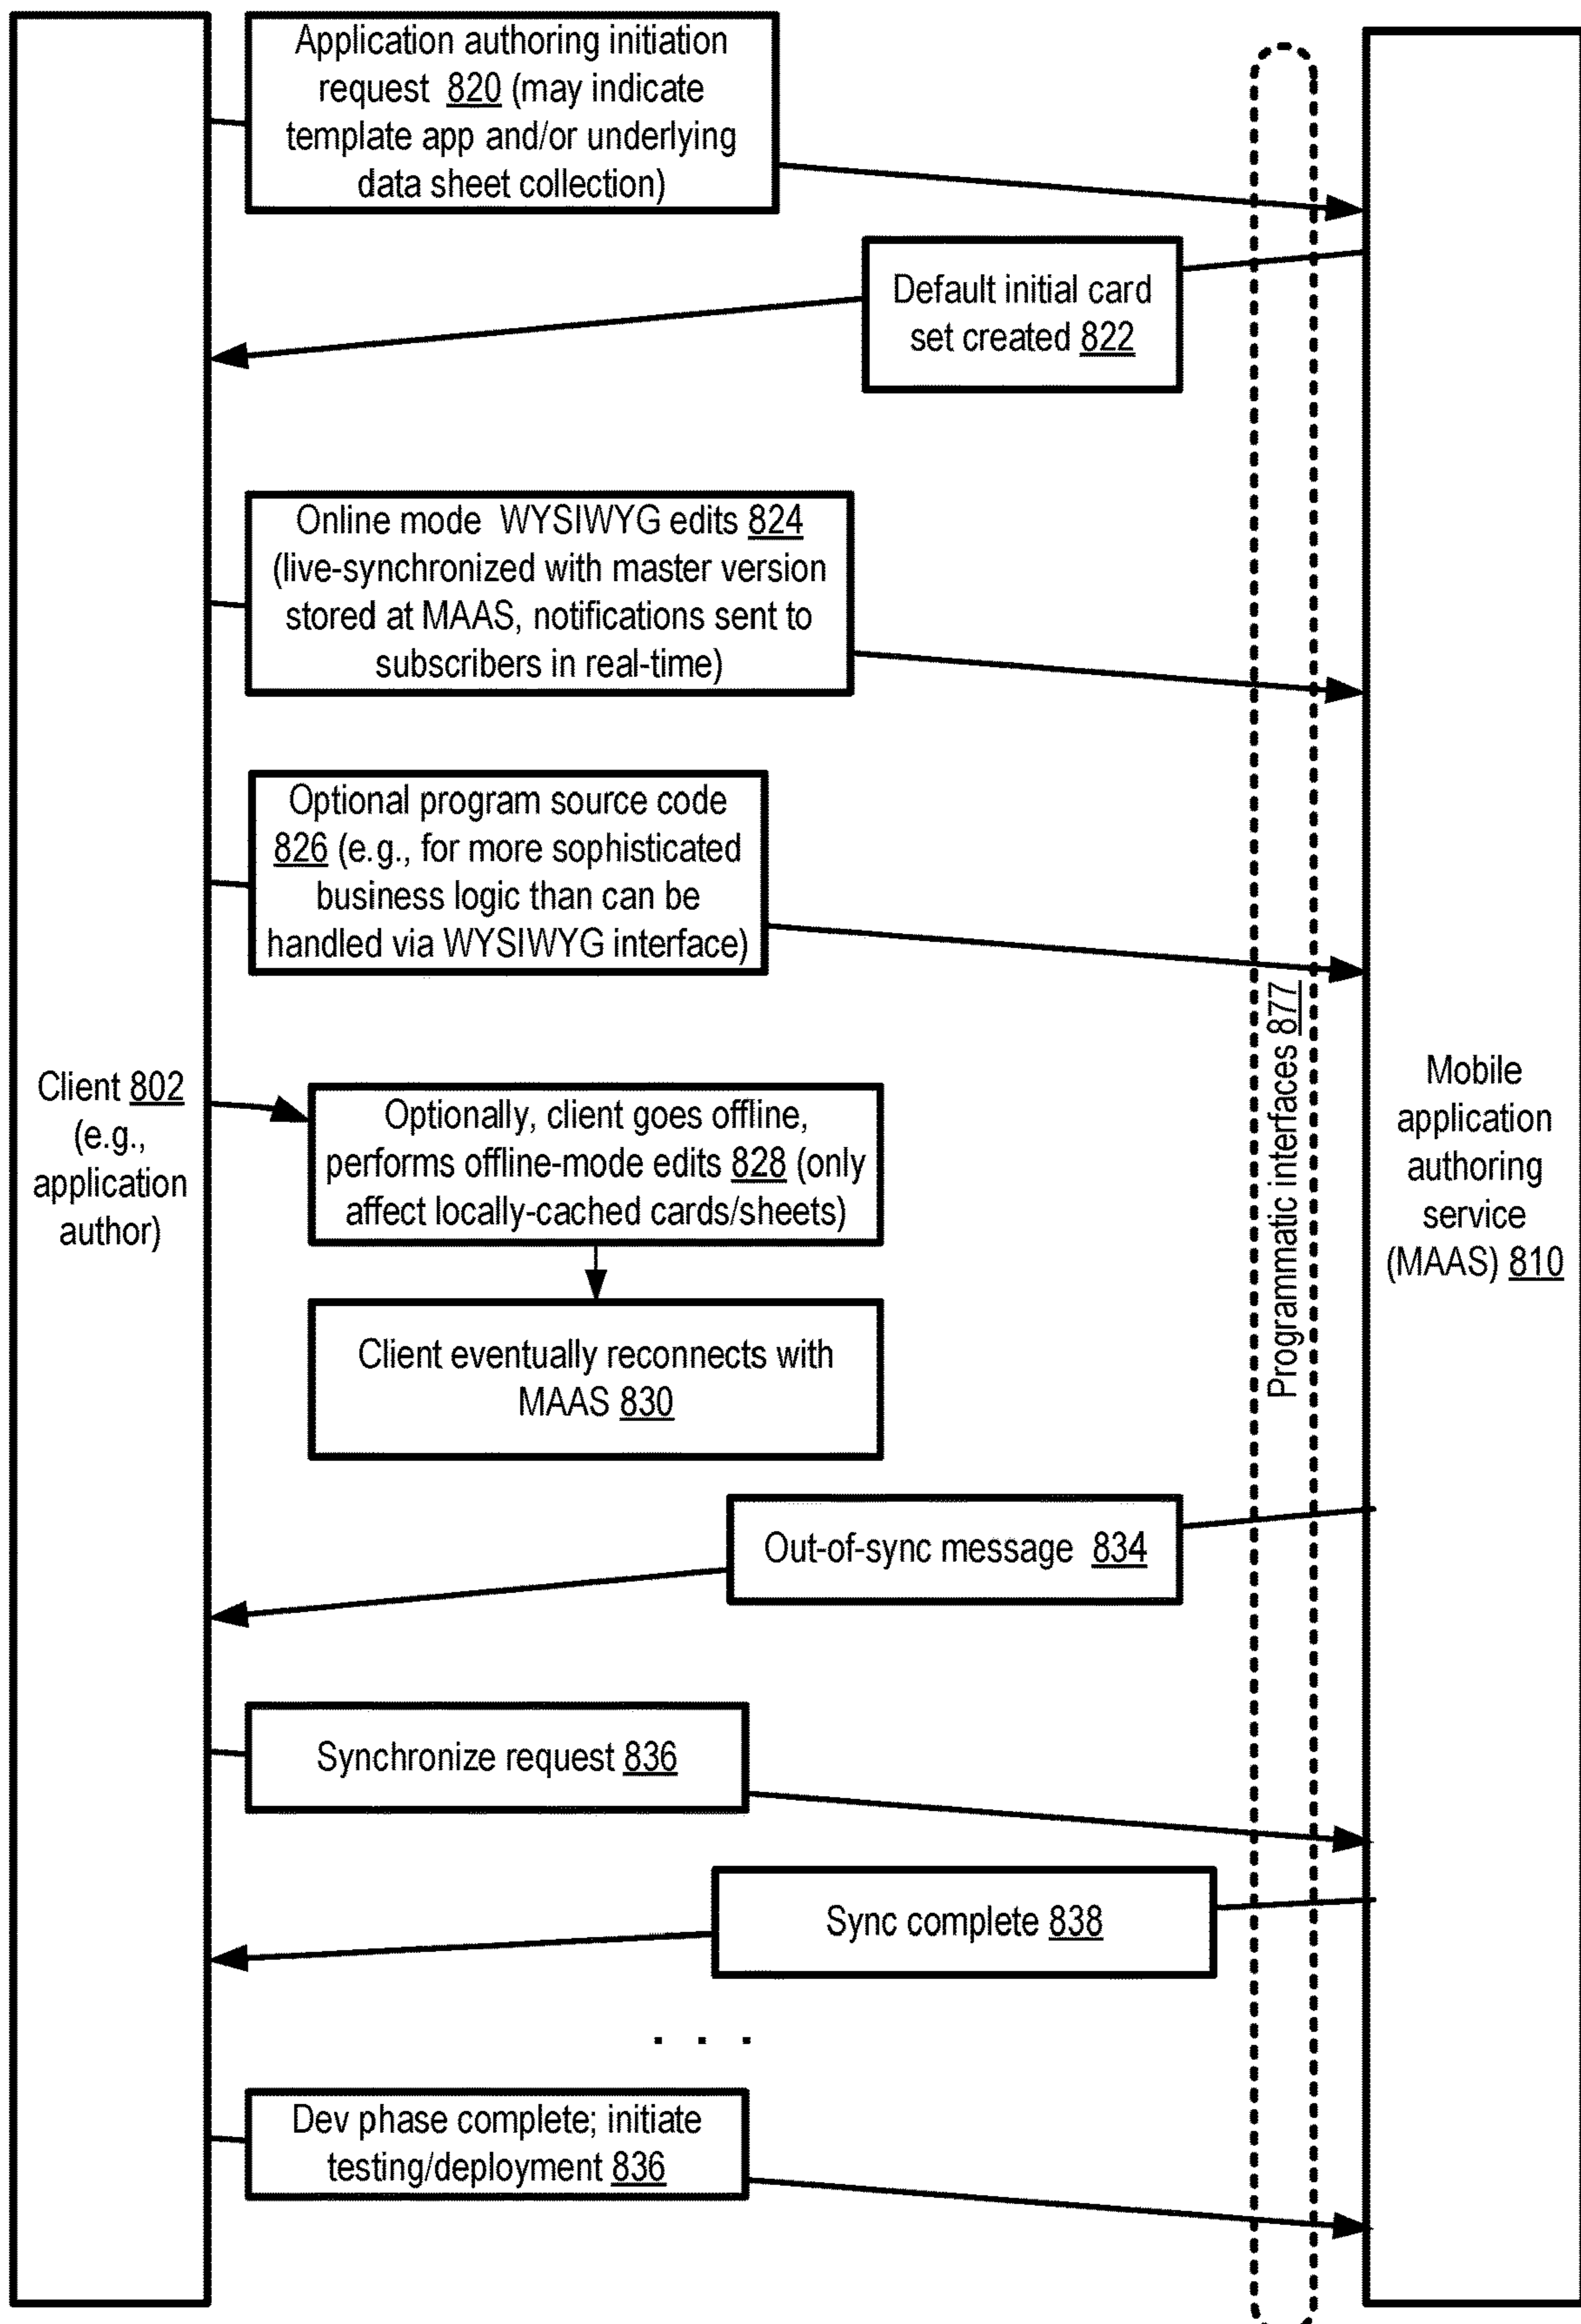 Application authoring initiation
request 820 (may indicate
template app and/or underlying
data sheet collection)
Default initial card
set created 822
Online mode WYSIWYG edits 824
(live-synchronized with master version
stored at MAAS, notifications sent to
subscribers in real-time)
Optional program source code
826 (e.g., for more sophisticated
business logic than can be
handled via WYSIWYG interface)
Client 802
(e.g.,
application
author)
Optionally, client goes offline,
performs offline-mode edits 828 (only
affect locally-cached cards/sheets)
Client eventually reconnects with
MAAS 830
Programmatic interfaces 877
Mobile
application
authoring
service
(MAAS) 810
Out-of-sync message 834
Synchronize request 836
Sync complete 838
. . .
Dev phase complete; initiate
testing/deployment 836